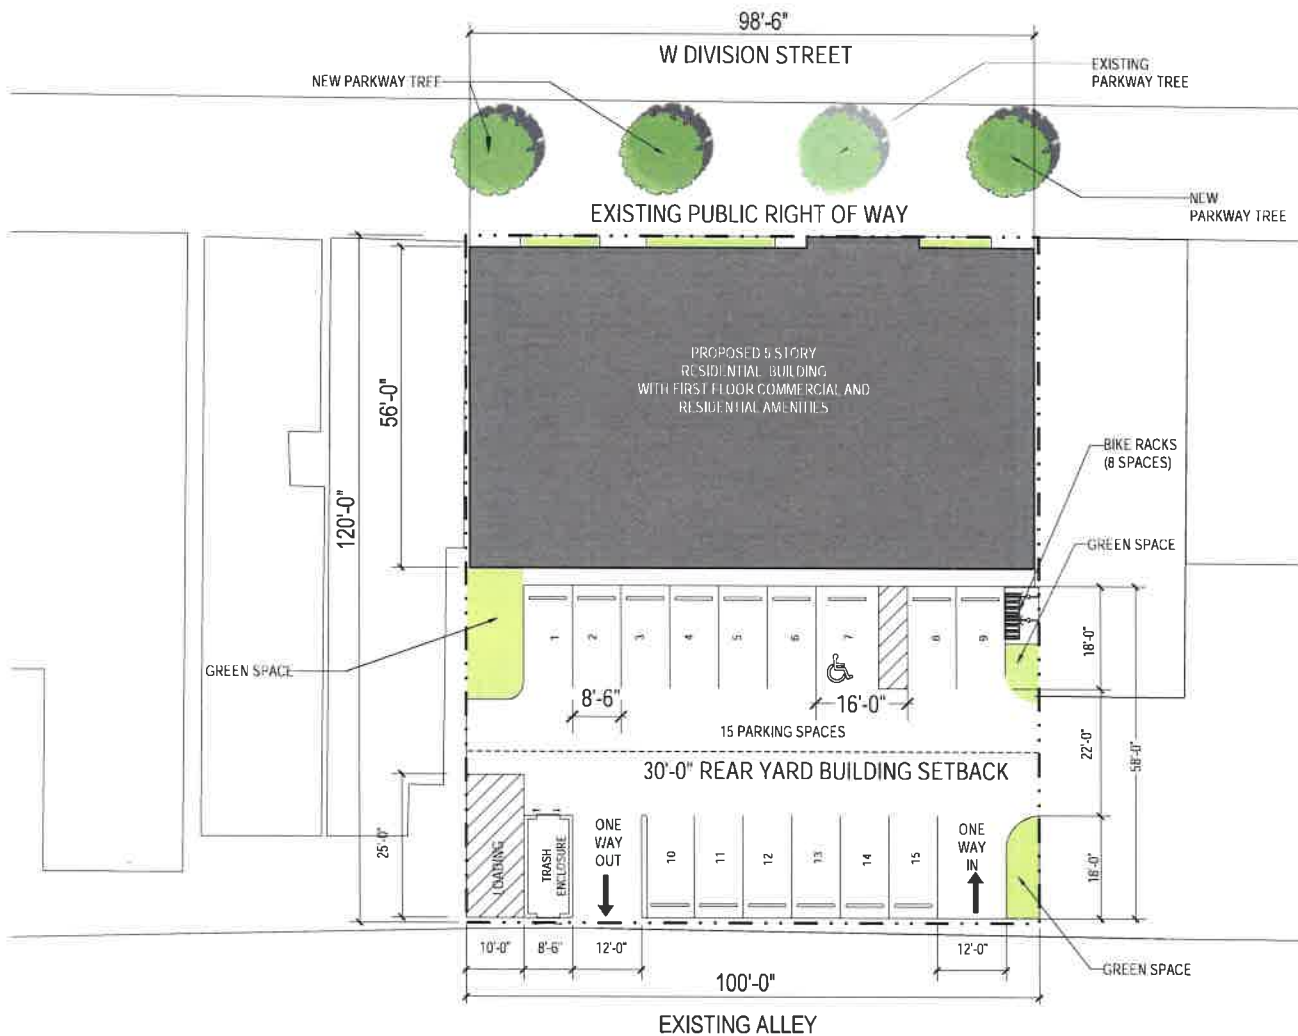 98'-6"
W DIVISION STREET
NEW PARKWAY TREE
EXISTING
PARKWAY TREE
NEW
PARKWAY TREE
EXISTING PUBLIC RIGHT OF WAY
PROPOSED 5 STORY
RESIDENTIAL BUILDING
WITH FIRST FLOOR COMMERCIAL AND
RESIDENTIAL AMENITIES
56'-0"
120'-0"
BIKE RACKS
(8 SPACES)
GREEN SPACE
1
2
3
4
5
6
7
8
9
18'-0"
GREEN SPACE
8'-6"
16'-0"
15 PARKING SPACES
22'-0"
58'-0"
30'-0" REAR YARD BUILDING SETBACK
25'-0"
LOADING
TRASH
ENCLOSURE
ONE
WAY
OUT
10
11
12
13
14
15
ONE
WAY
IN
18'-0"
10'-0"
8'-6"
12'-0"
12'-0"
GREEN SPACE
100'-0"
EXISTING ALLEY